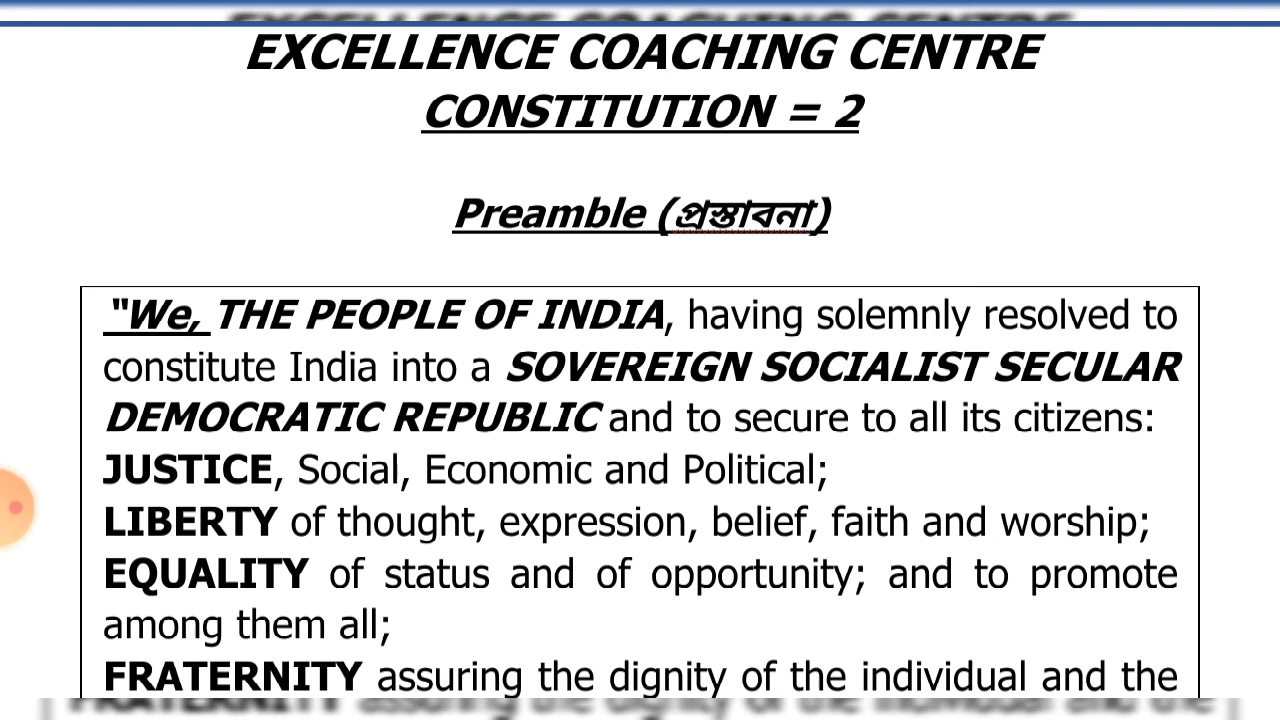 EXCELLENCE COACHING CENTRE
CONSTITUTION = 2
Preamble (প্রস্তাবনা)
“We, THE PEOPLE OF INDIA, having solemnly resolved to
constitute India into a SOVEREIGN SOCIALIST SECULAR
DEMOCRATIC REPUBLIC and to secure to all its citizens:
JUSTICE, Social, Economic and Political;
LIBERTY of thought, expression, belief, faith and worship;
EQUALITY of status and of opportunity; and to promote
among them all;
FRATERNITY assuring the dignity of the individual and the